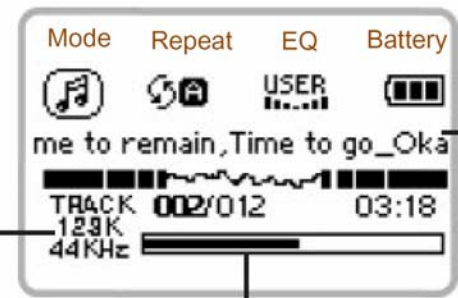 Mode Repeat EQ Battery
A USER
me to remain,Time to go_Oka
TRACK 002/012 03:18
128K
44KHz